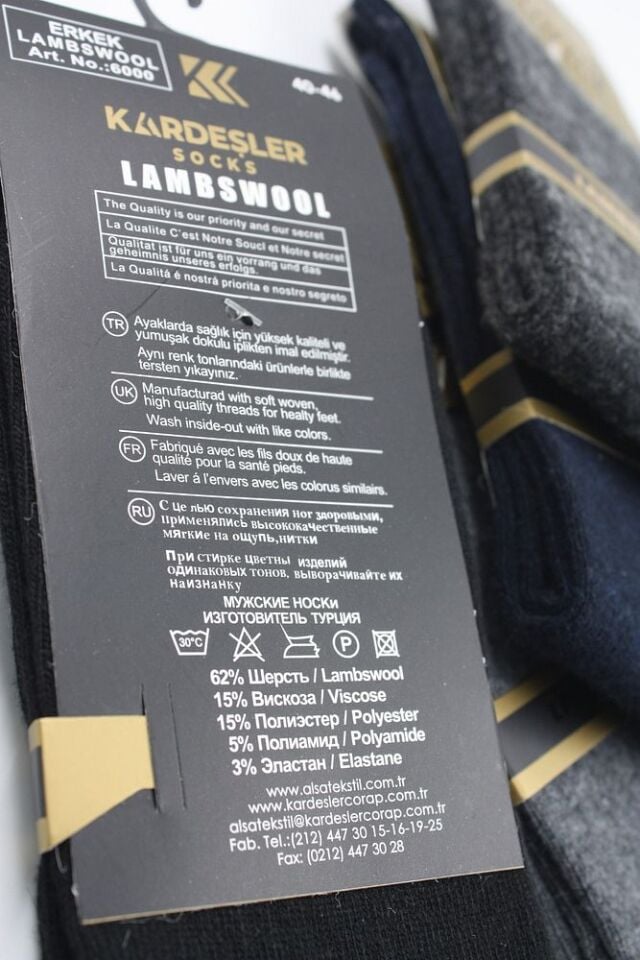 ERKEK
LAMBSWOOL
Art. No.:6000
40-46
KARDEŞLER
SOCKS
LAMBSWOOL
The Quality is our priority and our secret
La Qualite C'est Notre Soucl et Notre secret
Qualitat ist für uns ein vorrang und das
geheimnis unseres erfolgs.
La Qualitá é nostrá priorita e nostro segreto
TR Ayaklarda sağlık için yüksek kaliteli ve
yumuşak dokulu iplikten imal edilmiştir.
Aynı renk tonlarındaki ürünlerle birlikte
tersten yıkayınız.
UK Manufacturad with soft woven,
high quality threads for healty feet.
Wash inside-out with like colors.
FR Fabriqué avec les fils doux de haute
qualité pour la santé pieds.
Laver á l'envers avec les colorus similairs.
RU С це лью сохранения ног здоровыми,
применялись высококачественные
мягкие на ощупь,нитки
При стирке цветны изделий
одинаковых тонов, выворачивайте их
наизнанку
МУЖСКИЕ НОСКи
ИЗГОТОВИТЕЛЬ ТУРЦИЯ
30°C P
62% Шерсть / Lambswool
15% Вискоза / Viscose
15% Полиэстер / Polyester
5% Полиамид / Polyamide
3% Эластан / Elastane
www.alsatekstil.com.tr
www.kardeslercorap.com.tr
alsatekstil@kardeslercorap.com.tr
Fab. Tel.:(212) 447 30 15-16-19-25
Fax: (0212) 447 30 28